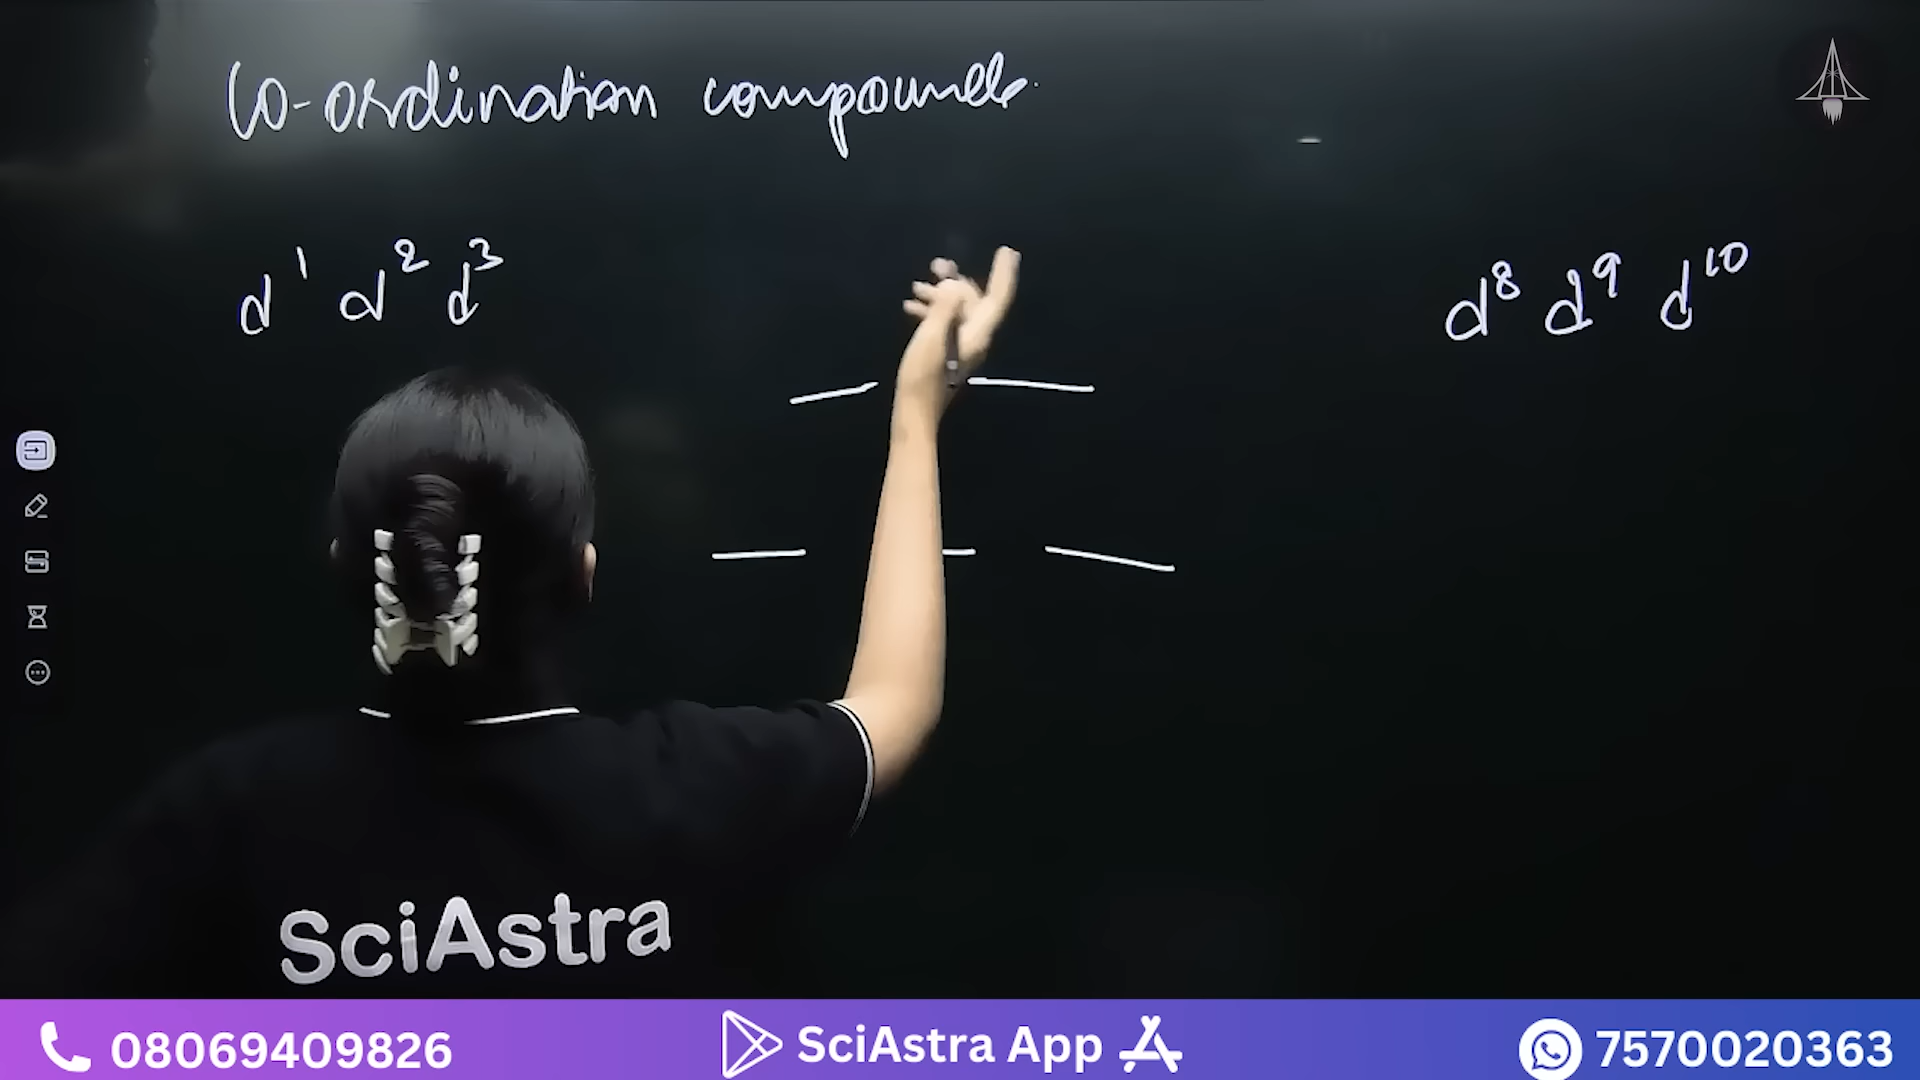 Co-ordination compounds.
d¹ d² d³
d⁸ d⁹ d¹⁰
SciAstra
08069409826
SciAstra App
7570020363